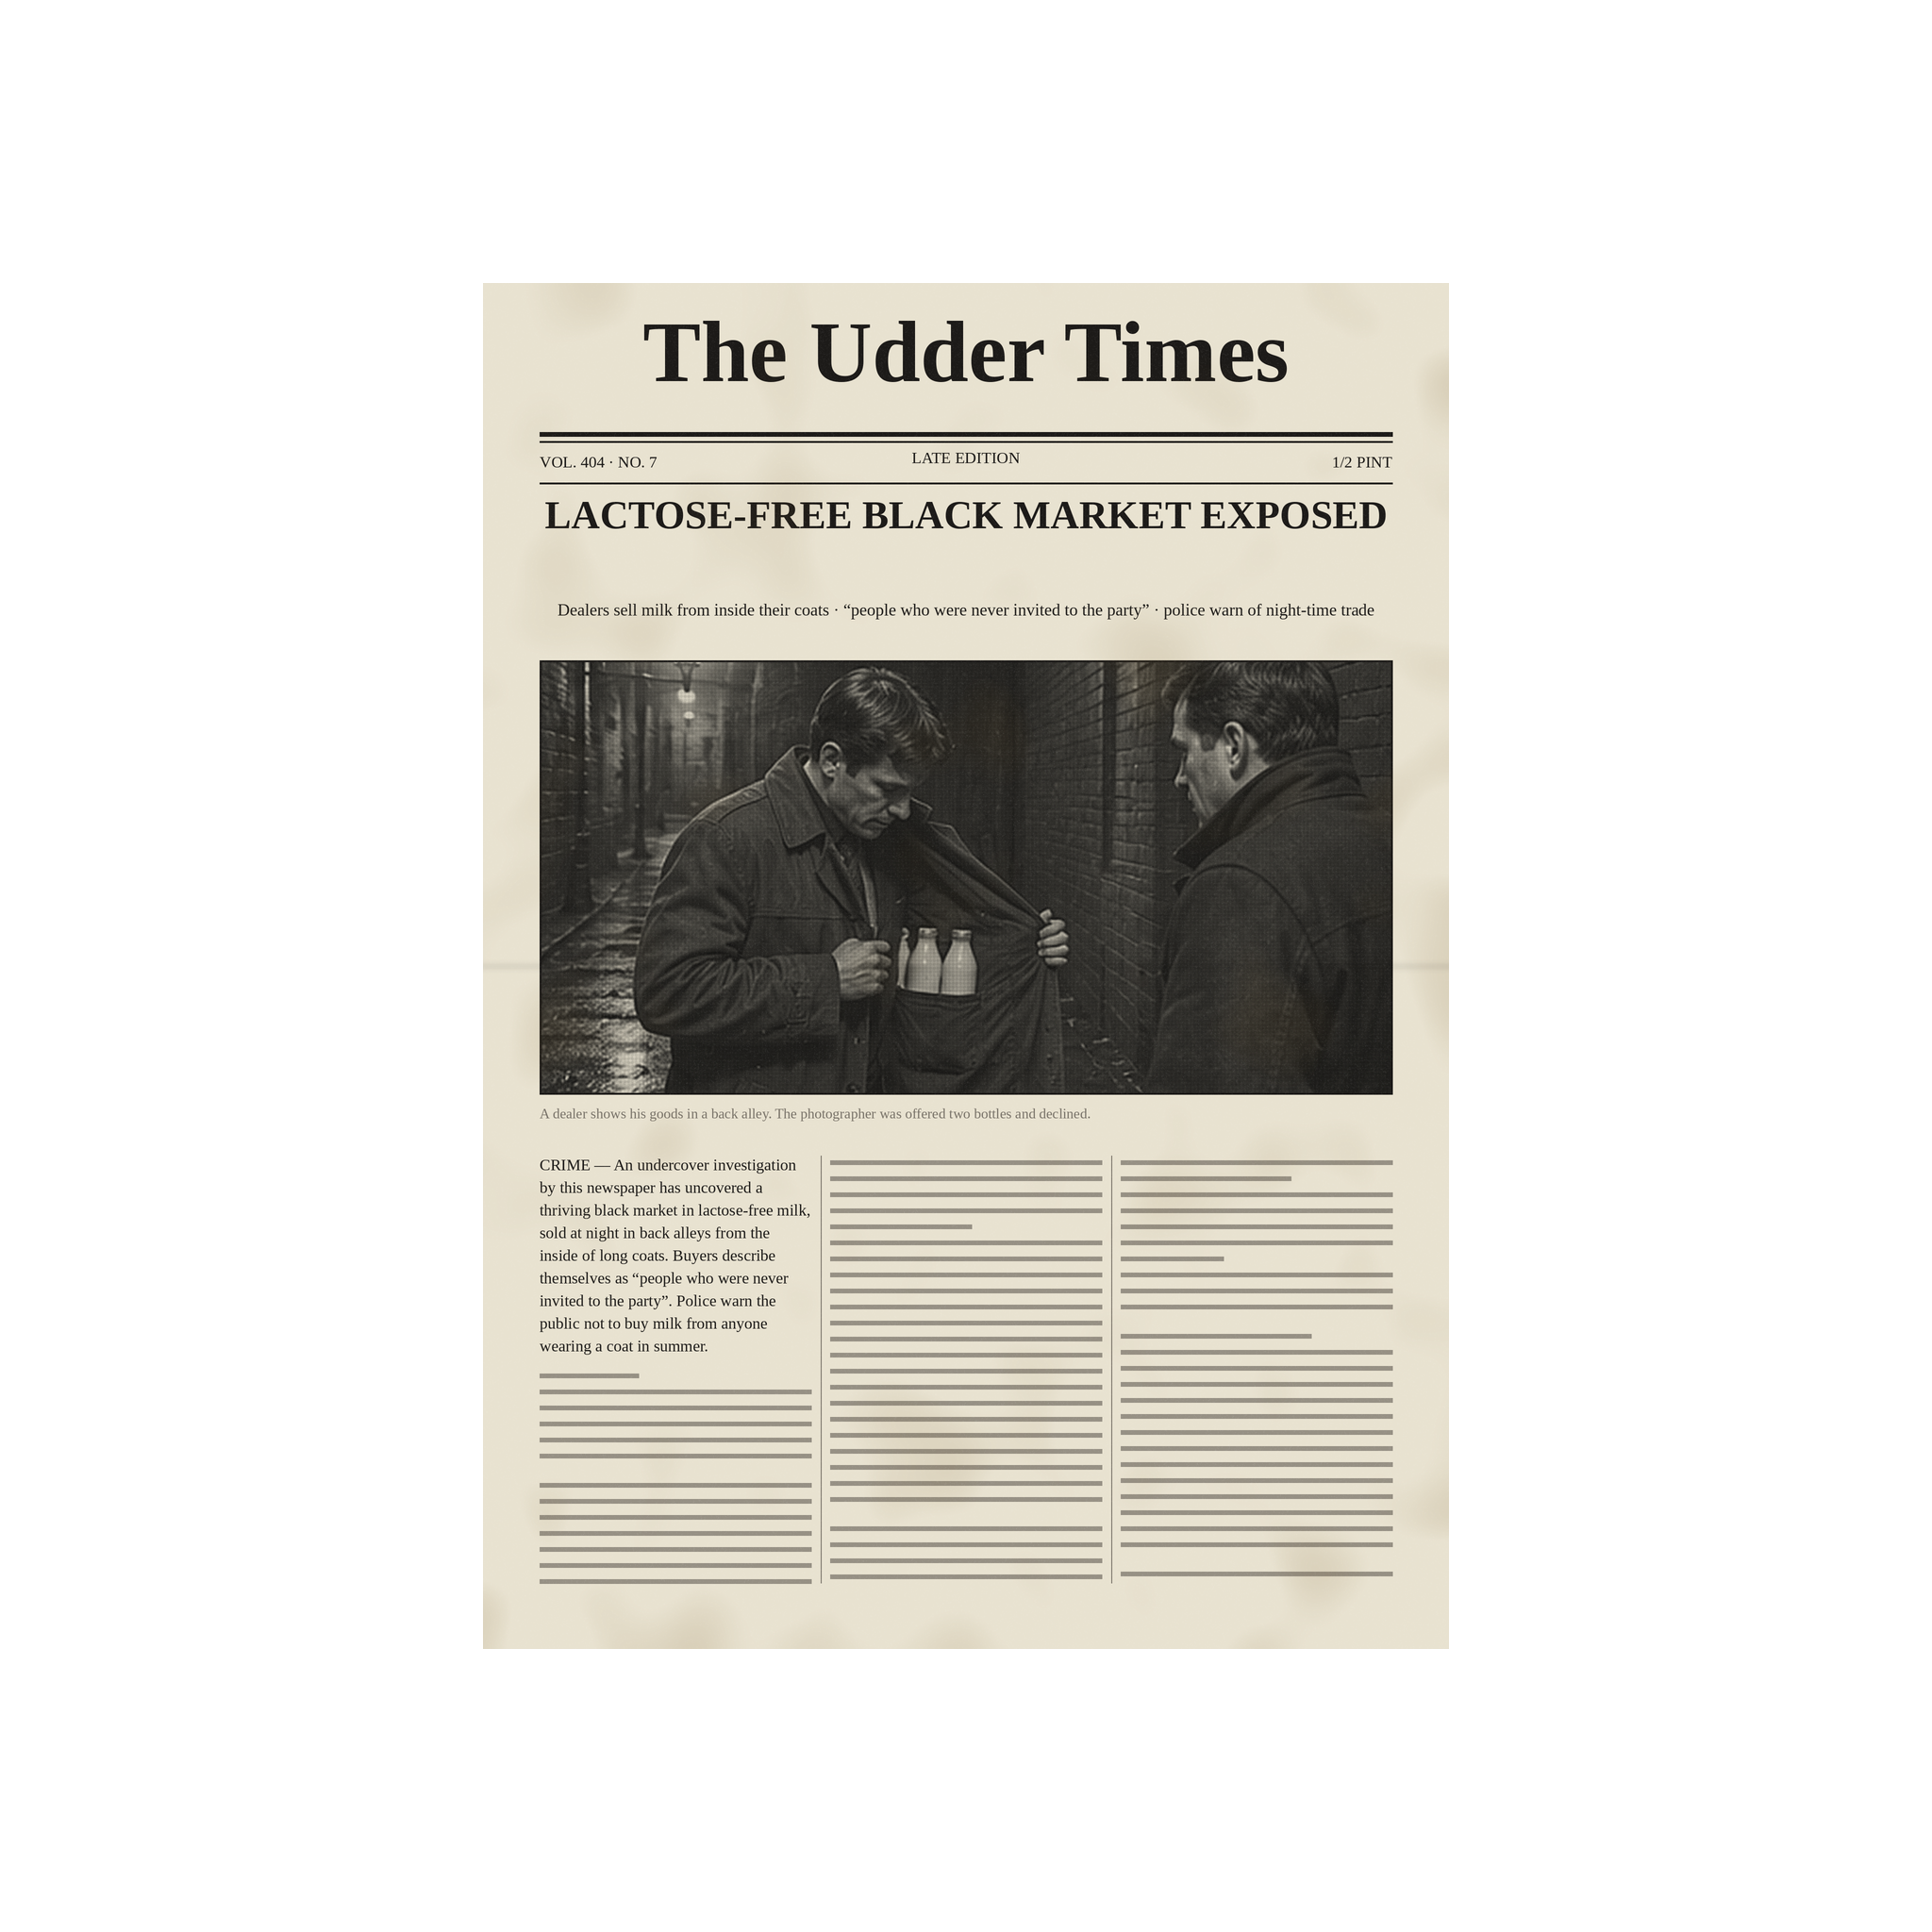 The Udder Times
VOL. 404 · NO. 7
LATE EDITION
1/2 PINT
LACTOSE-FREE BLACK MARKET EXPOSED
Dealers sell milk from inside their coats · “people who were never invited to the party” · police warn of night-time trade
A dealer shows his goods in a back alley. The photographer was offered two bottles and declined.
CRIME — An undercover investigation
by this newspaper has uncovered a
thriving black market in lactose-free milk,
sold at night in back alleys from the
inside of long coats. Buyers describe
themselves as “people who were never
invited to the party”. Police warn the
public not to buy milk from anyone
wearing a coat in summer.